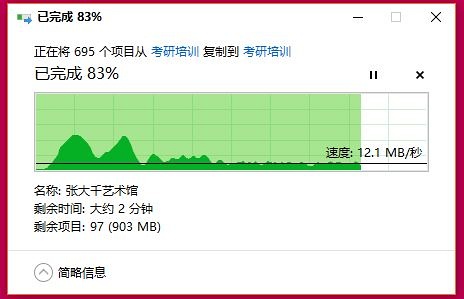 已完成 83%
正在将 695 个项目从 考研培训 复制到 考研培训
已完成 83%
速度: 12.1 MB/秒
名称: 张大千艺术馆
剩余时间: 大约 2 分钟
剩余项目: 97 (903 MB)
简略信息